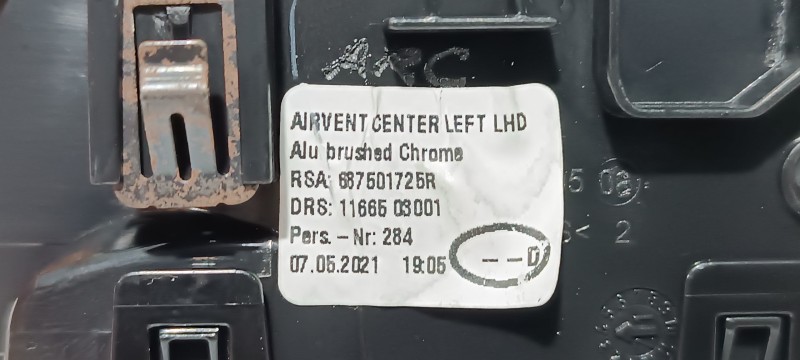 ARC
AIRVENT CENTER LEFT LHD
Alu brushed Chrome
RSA: 687501725R
DRS: 11665 03001
Pers. - Nr: 284
07.05.2021 19:05
--D
2